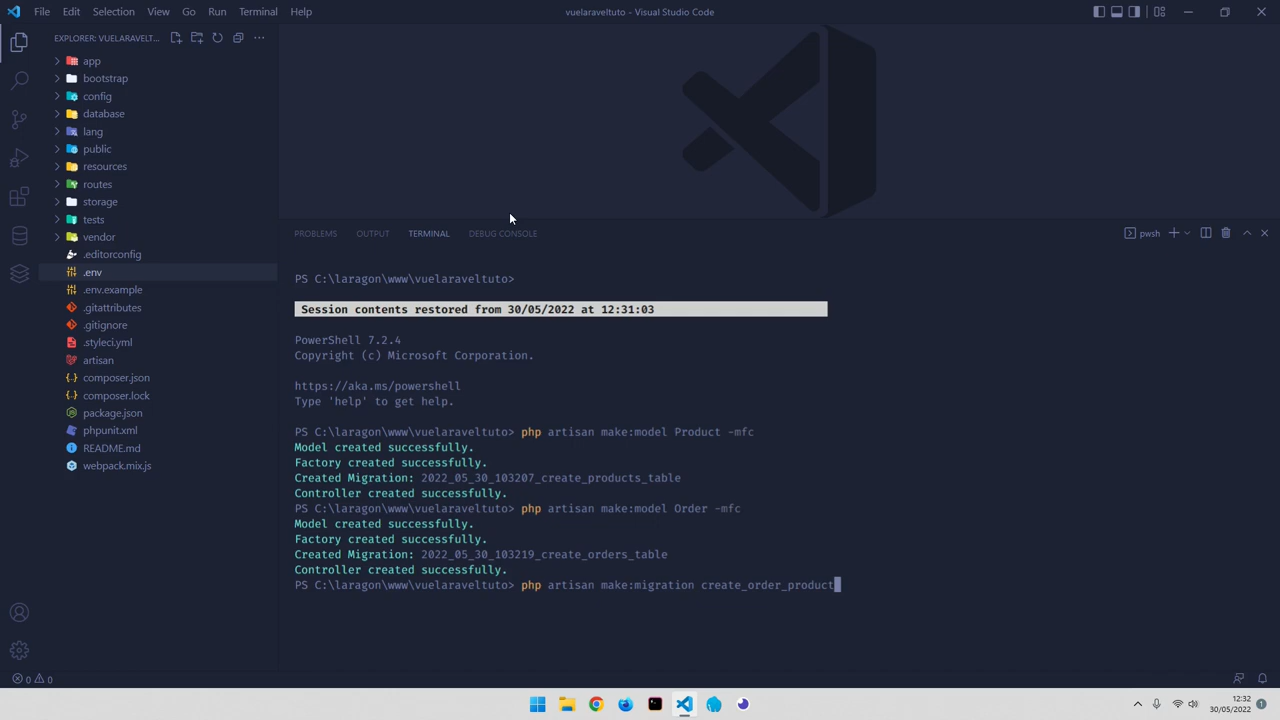 File Edit Selection View Go Run Terminal Help
vuelaraveltuto - Visual Studio Code
EXPLORER: VUELARAVELT...
app
bootstrap
config
database
lang
public
resources
routes
storage
tests
vendor
.editorconfig
.env
.env.example
.gitattributes
.gitignore
.styleci.yml
artisan
composer.json
composer.lock
package.json
phpunit.xml
README.md
webpack.mix.js
PROBLEMS OUTPUT TERMINAL DEBUG CONSOLE
pwsh
PS C:\laragon\www\vuelaraveltuto>
Session contents restored from 30/05/2022 at 12:31:03
PowerShell 7.2.4
Copyright (c) Microsoft Corporation.
https://aka.ms/powershell
Type 'help' to get help.
PS C:\laragon\www\vuelaraveltuto> php artisan make:model Product -mfc
Model created successfully.
Factory created successfully.
Created Migration: 2022_05_30_103207_create_products_table
Controller created successfully.
PS C:\laragon\www\vuelaraveltuto> php artisan make:model Order -mfc
Model created successfully.
Factory created successfully.
Created Migration: 2022_05_30_103219_create_orders_table
Controller created successfully.
PS C:\laragon\www\vuelaraveltuto> php artisan make:migration create_order_product
0 0
12:32
30/05/2022